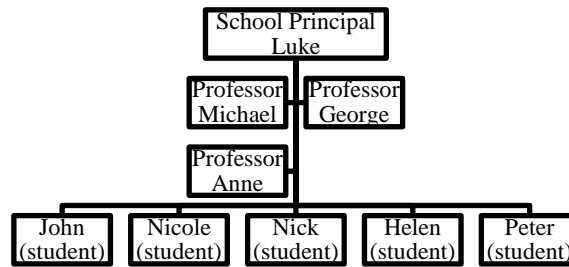 School Principal
Luke
Professor
Michael
Professor
George
Professor
Anne
John
(student)
Nicole
(student)
Nick
(student)
Helen
(student)
Peter
(student)